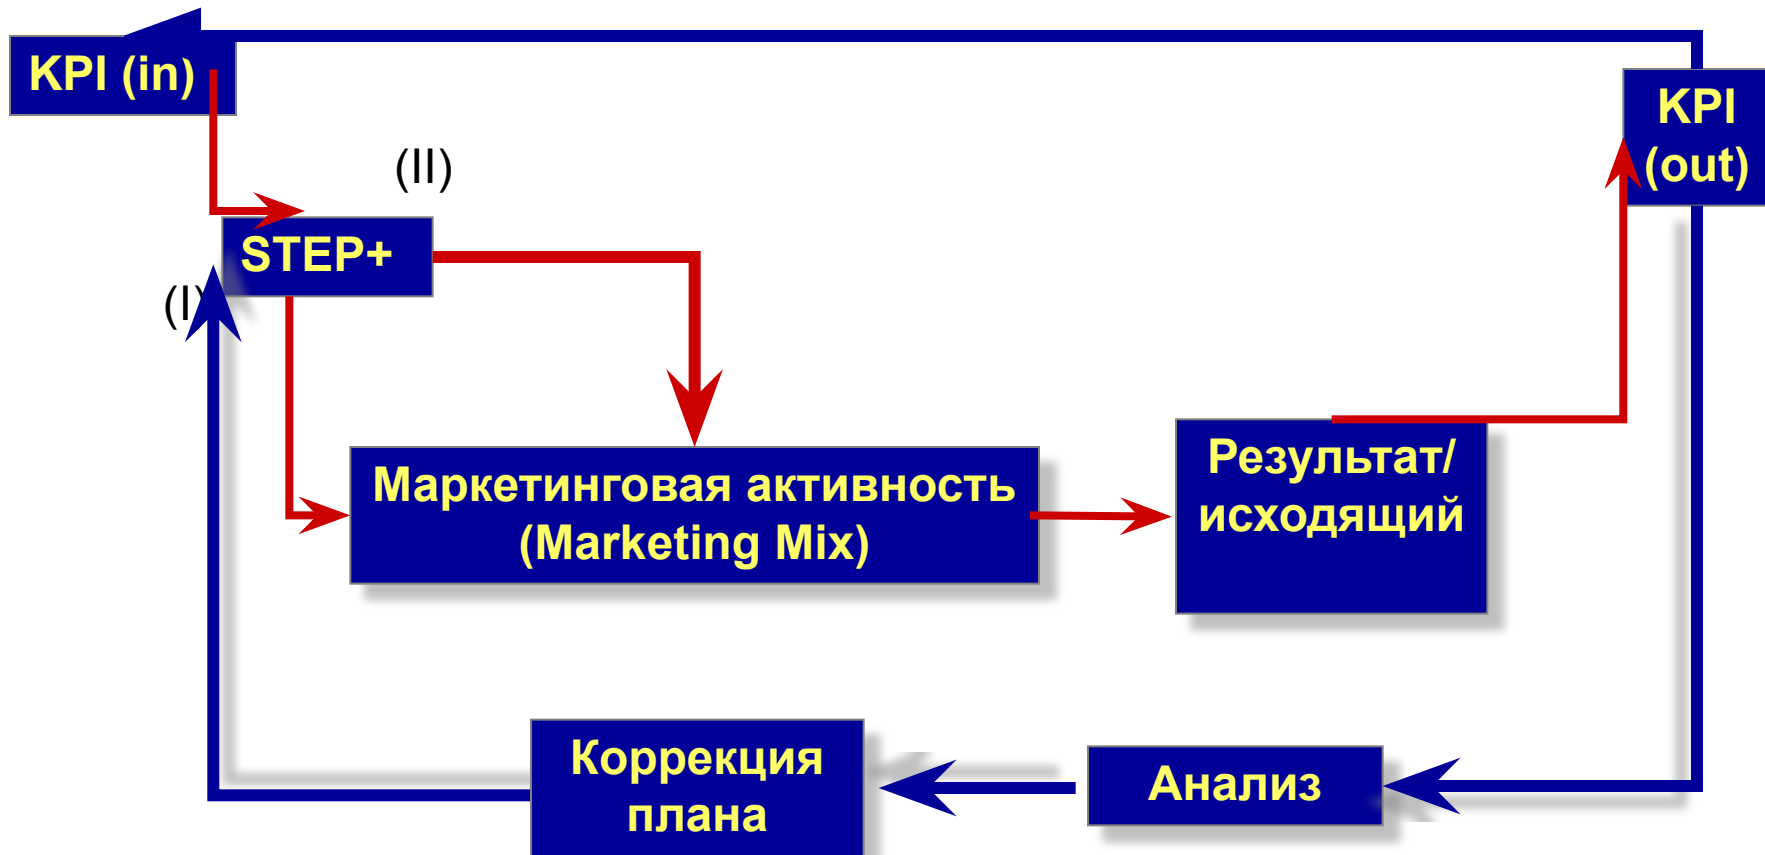 KPI (in)
KPI
(out)
(II)
STEP+
(I)
Маркетинговая активность
(Marketing Mix)
Результат/
исходящий
Коррекция
плана
Анализ